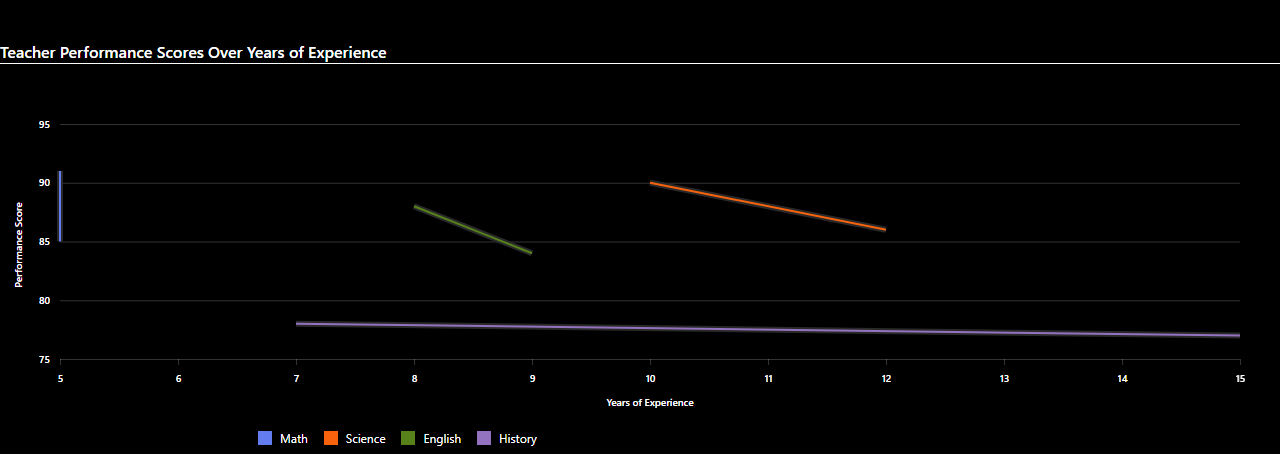 Teacher Performance Scores Over Years of Experience
95
90
85
80
75
Performance Score
5 6 7 8 9 10 11 12 13 14 15
Years of Experience
Math Science English History